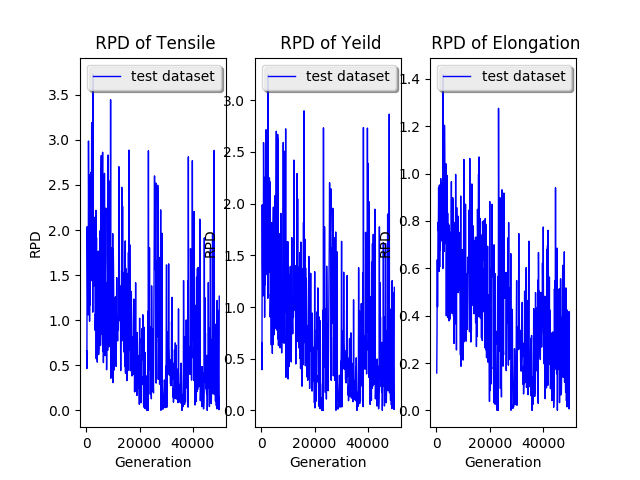 RPD of Tensile
test dataset
RPD
3.5
3.0
2.5
2.0
1.5
1.0
0.5
0.0
0
20000
40000
Generation
RPD of Yeild
test dataset
RPD
3.0
2.5
2.0
1.5
1.0
0.5
0.0
0
20000
40000
Generation
RPD of Elongation
test dataset
RPD
1.4
1.2
1.0
0.8
0.6
0.4
0.2
0.0
0
20000
40000
Generation